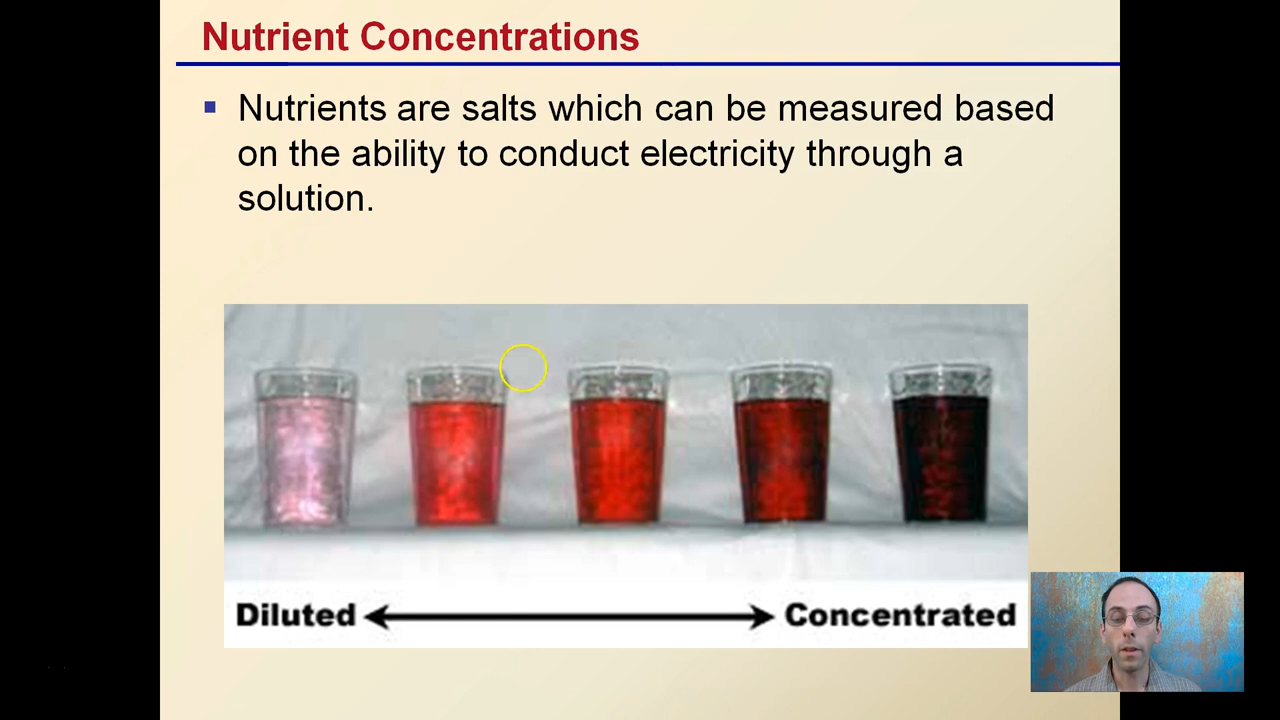 Nutrient Concentrations
Nutrients are salts which can be measured based
on the ability to conduct electricity through a
solution.
Diluted
Concentrated